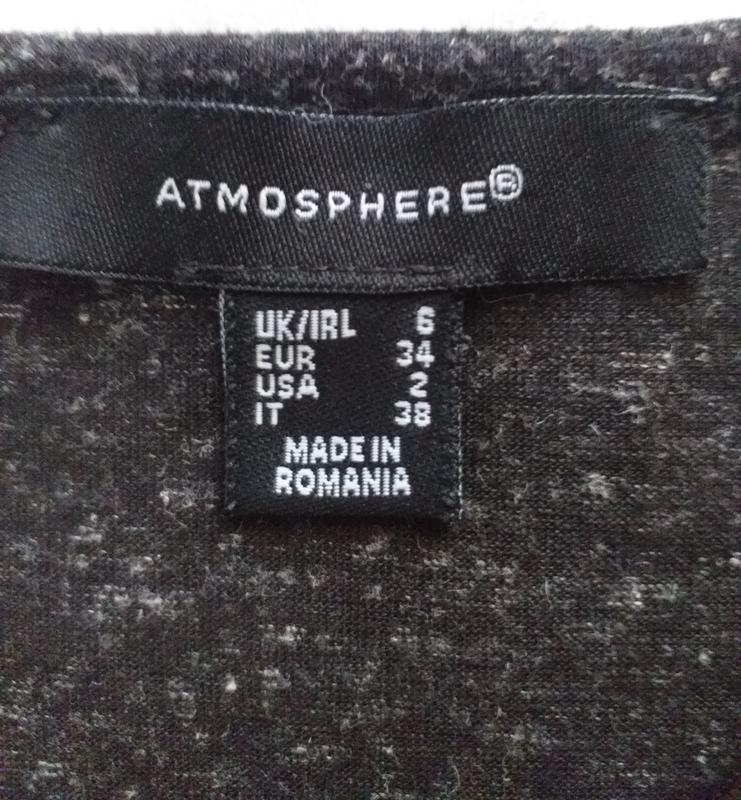 ATMOSPHERE®
UK/IRL 6
EUR 34
USA 2
IT 38
MADE IN
ROMANIA